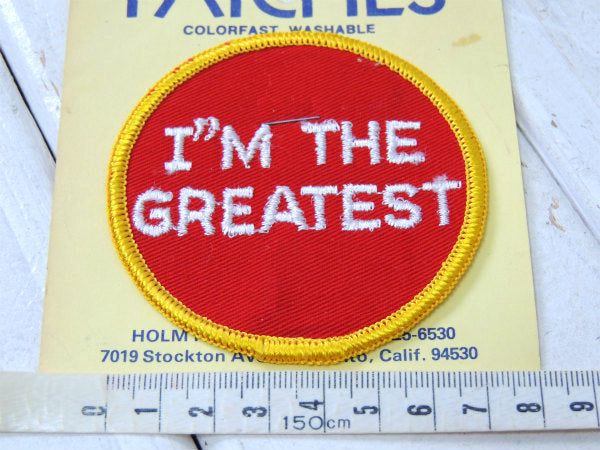 PATCHES
COLORFAST WASHABLE
I"M THE
GREATEST
HOLM 25-6530
7019 Stockton Av to, Calif. 94530
0 1 2 3 4 5 6 7 8 9
150cm